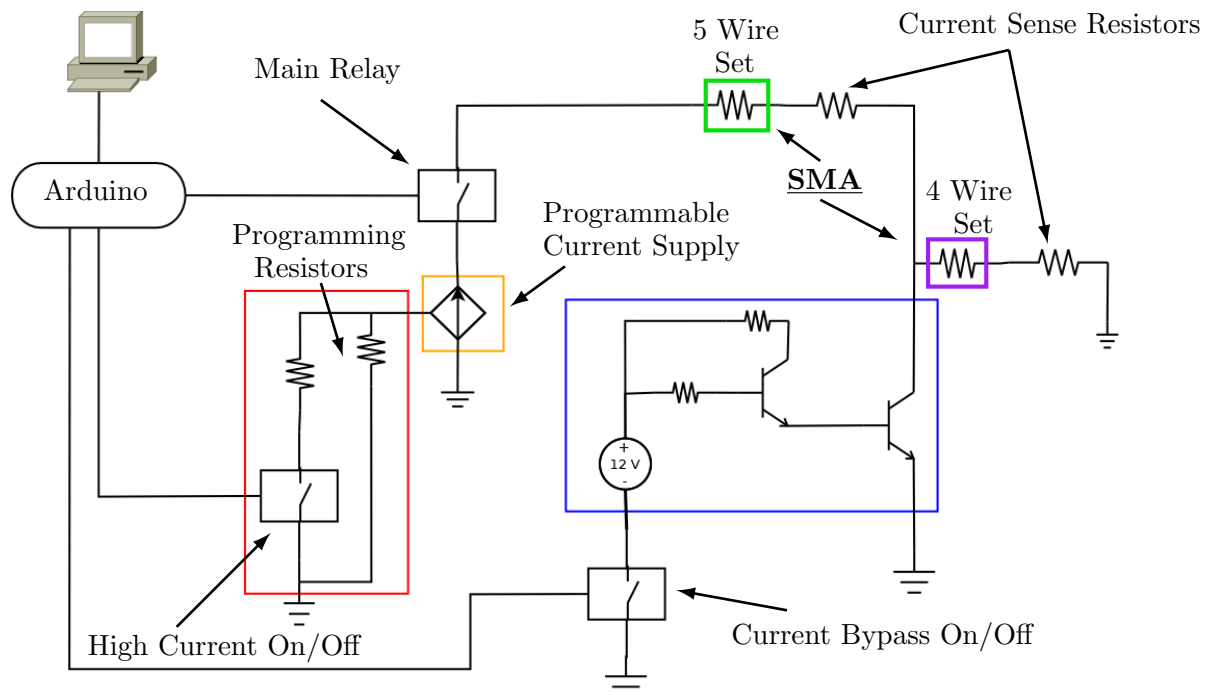 5 Wire
Set
Current Sense Resistors
Main Relay
Arduino
SMA
4 Wire
Set
Programmable
Current Supply
Programming
Resistors
+
12 V
-
High Current On/Off
Current Bypass On/Off